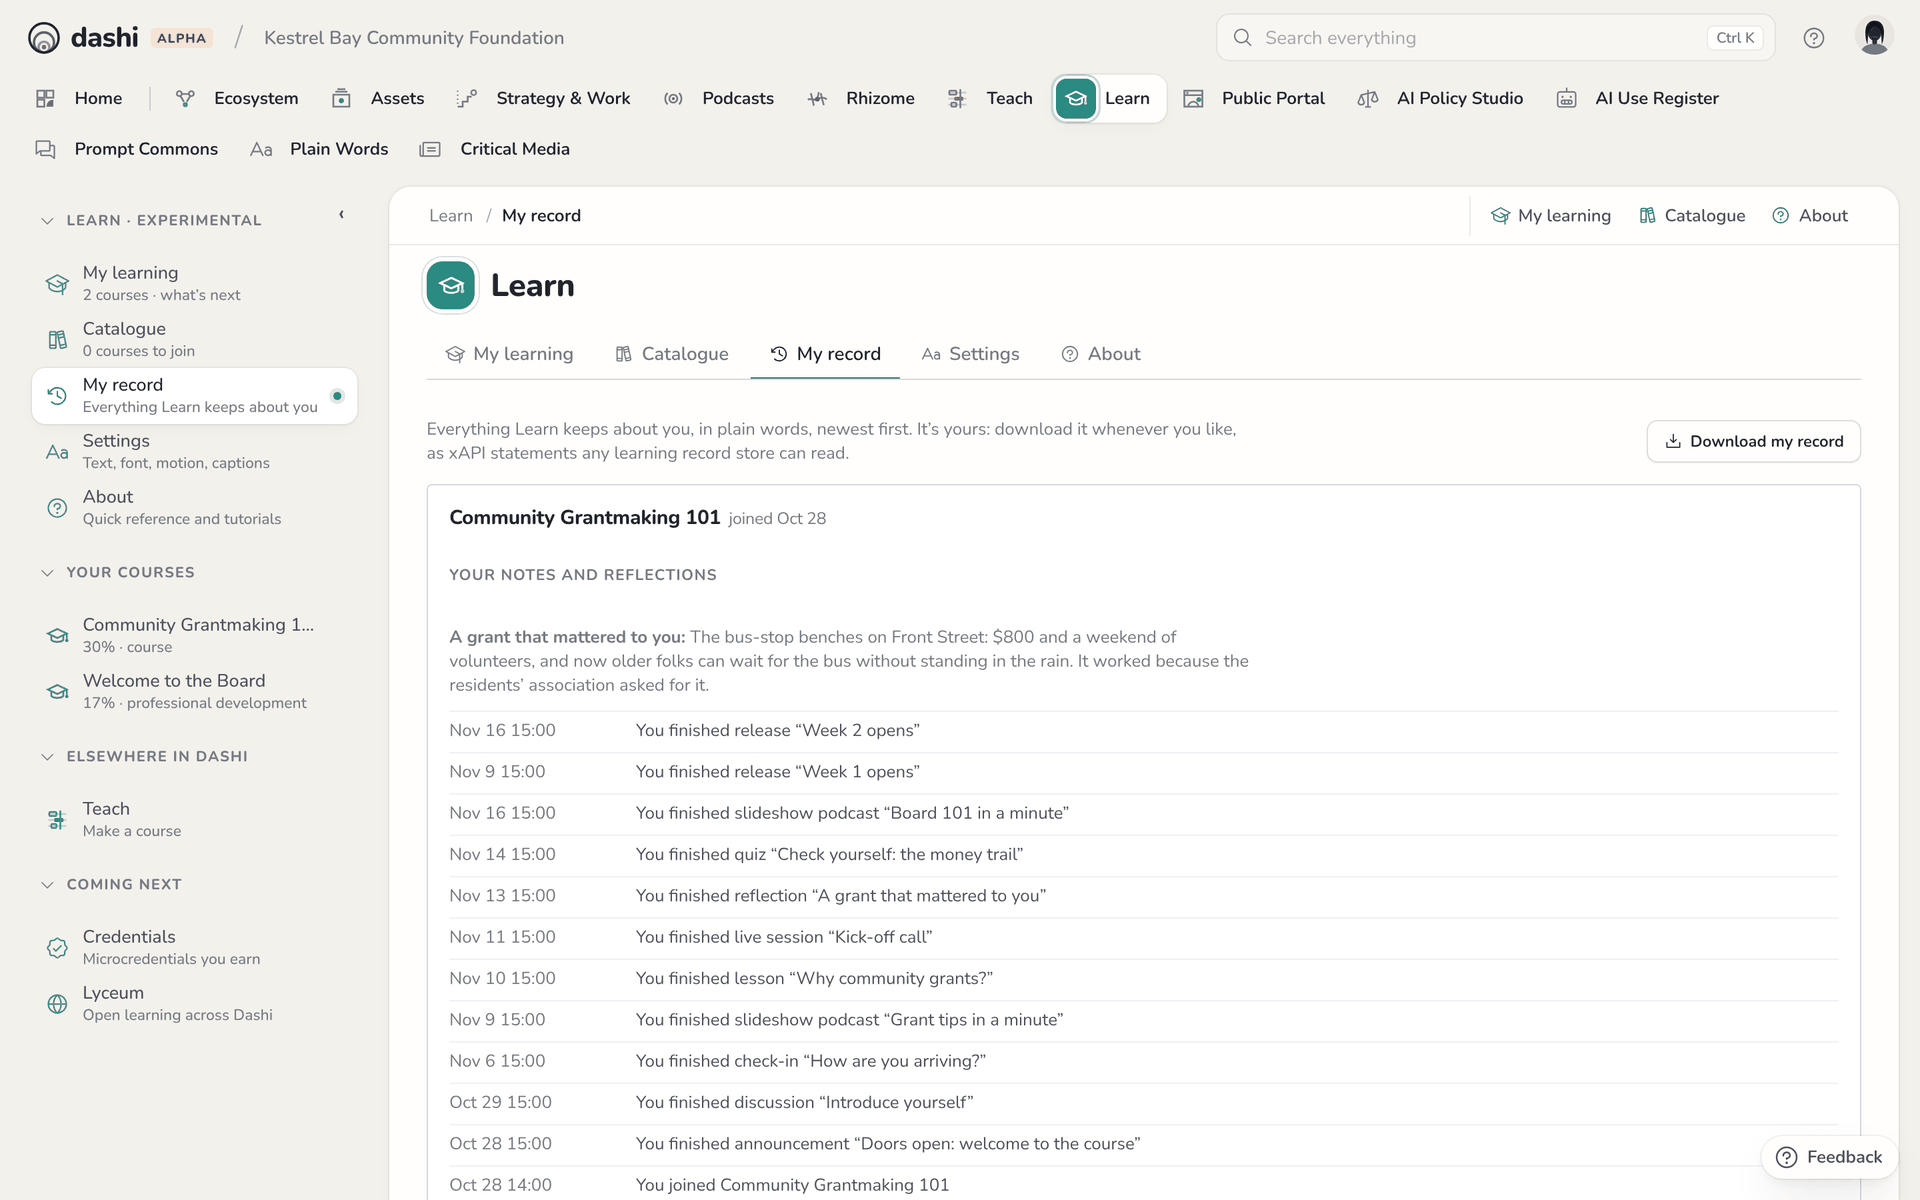 dashi ALPHA / Kestrel Bay Community Foundation
Search everything Ctrl K
Home
Ecosystem
Assets
Strategy & Work
Podcasts
Rhizome
Teach
Learn
Public Portal
AI Policy Studio
AI Use Register
Prompt Commons
Aa Plain Words
Critical Media
LEARN · EXPERIMENTAL
My learning
2 courses · what's next
Catalogue
0 courses to join
My record
Everything Learn keeps about you
Aa Settings
Text, font, motion, captions
About
Quick reference and tutorials
YOUR COURSES
Community Grantmaking 1...
30% · course
Welcome to the Board
17% · professional development
ELSEWHERE IN DASHI
Teach
Make a course
COMING NEXT
Credentials
Microcredentials you earn
Lyceum
Open learning across Dashi
Learn / My record
My learning
Catalogue
About
Learn
My learning
Catalogue
My record
Aa Settings
About
Everything Learn keeps about you, in plain words, newest first. It's yours: download it whenever you like,
as xAPI statements any learning record store can read.
Download my record
Community Grantmaking 101 joined Oct 28
YOUR NOTES AND REFLECTIONS
A grant that mattered to you: The bus-stop benches on Front Street: $800 and a weekend of
volunteers, and now older folks can wait for the bus without standing in the rain. It worked because the
residents' association asked for it.
Nov 16 15:00 You finished release “Week 2 opens”
Nov 9 15:00 You finished release “Week 1 opens”
Nov 16 15:00 You finished slideshow podcast “Board 101 in a minute”
Nov 14 15:00 You finished quiz “Check yourself: the money trail”
Nov 13 15:00 You finished reflection “A grant that mattered to you”
Nov 11 15:00 You finished live session “Kick-off call”
Nov 10 15:00 You finished lesson “Why community grants?”
Nov 9 15:00 You finished slideshow podcast “Grant tips in a minute”
Nov 6 15:00 You finished check-in “How are you arriving?”
Oct 29 15:00 You finished discussion “Introduce yourself”
Oct 28 15:00 You finished announcement “Doors open: welcome to the course”
Oct 28 14:00 You joined Community Grantmaking 101
Feedback